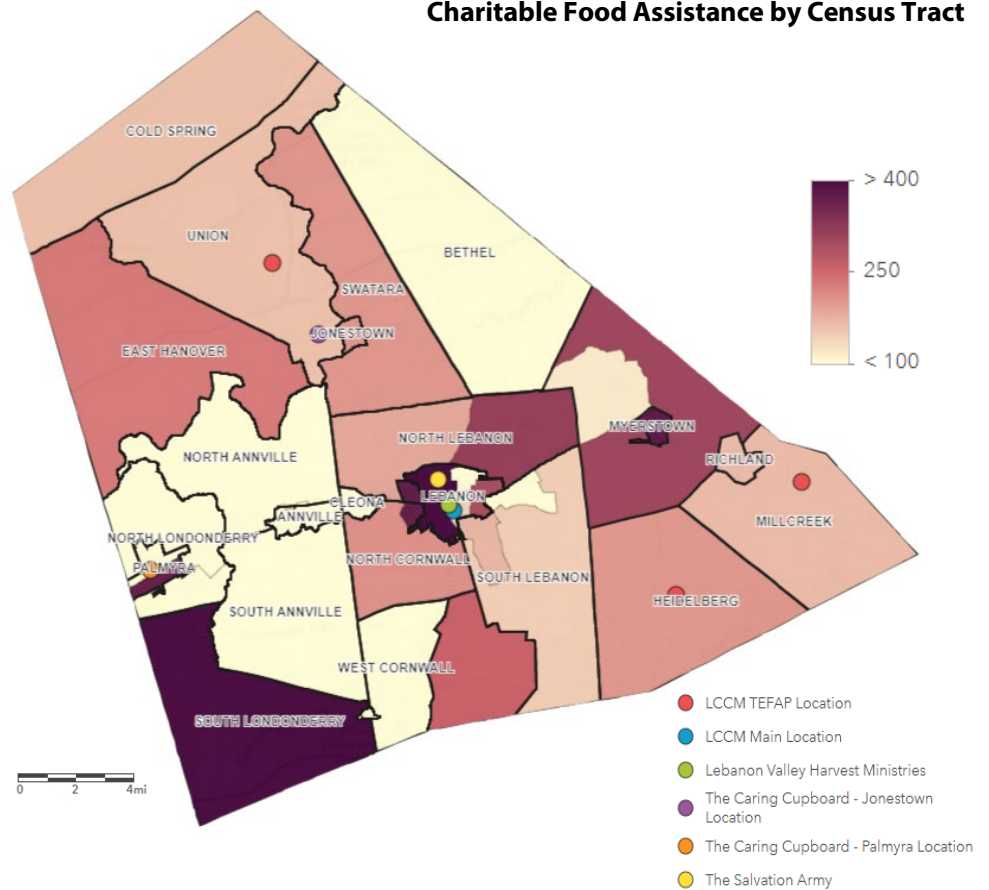 Charitable Food Assistance by Census Tract
COLD SPRING
> 400
UNION
BETHEL
250
SWATARA
JONESTOWN
EAST HANOVER
< 100
MYERSTOWN
NORTH LEBANON
NORTH ANNVILLE
RICHLAND
LEBANON
CLEONA
ANNVILLE
MILLCREEK
NORTH LONDONDERRY
NORTH CORNWALL
PALMYRA
SOUTH LEBANON
HEIDELBERG
SOUTH ANNVILLE
WEST CORNWALL
SOUTH LONDONDERRY
0 2 4mi
LCCM TEFAP Location
LCCM Main Location
Lebanon Valley Harvest Ministries
The Caring Cupboard - Jonestown
Location
The Caring Cupboard - Palmyra Location
The Salvation Army